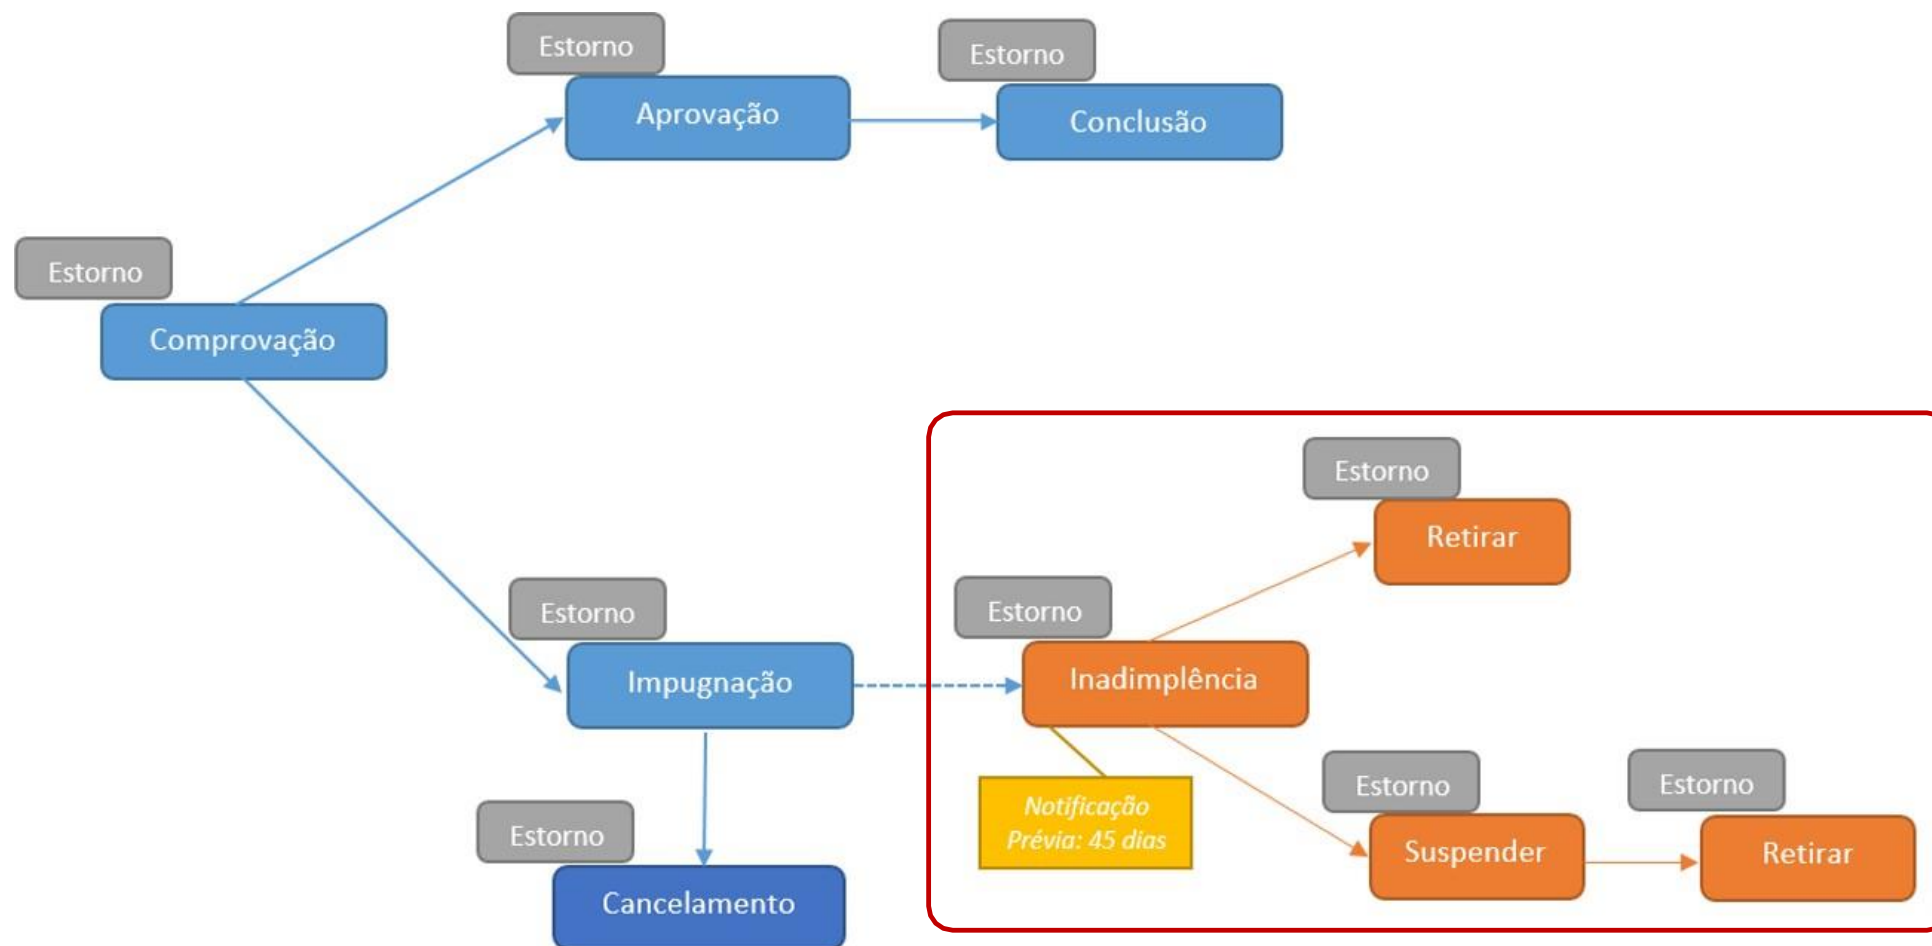 Estorno
Aprovação
Estorno
Conclusão
Estorno
Comprovação
Estorno
Impugnação
Estorno
Cancelamento
Estorno
Inadimplência
Notificação
Prévia: 45 dias
Estorno
Retirar
Estorno
Suspender
Estorno
Retirar